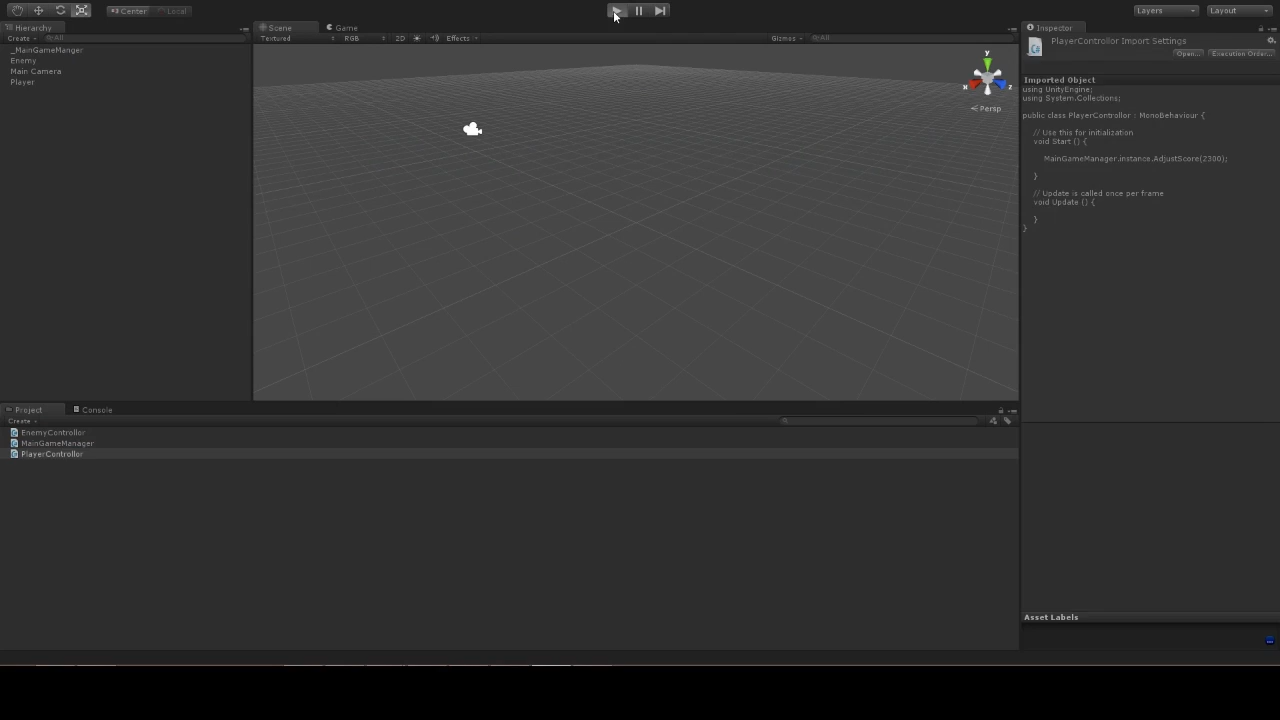 Center Local
Layers Layout
Hierarchy
Create All
_MainGameManger
Enemy
Main Camera
Player
Scene Game
Textured RGB 2D Effects Gizmos All
y
x
z
Persp
Inspector
PlayerControllor Import Settings
Open... Execution Order...
Imported Object
using UnityEngine;
using System.Collections;
public class PlayerControllor : MonoBehaviour {
// Use this for initialization
void Start () {
MainGameManager.instance.AdjustScore(2300);
}
// Update is called once per frame
void Update () {
}
}
Project Console
Create
EnemyControllor
MainGameManager
PlayerControllor
Asset Labels